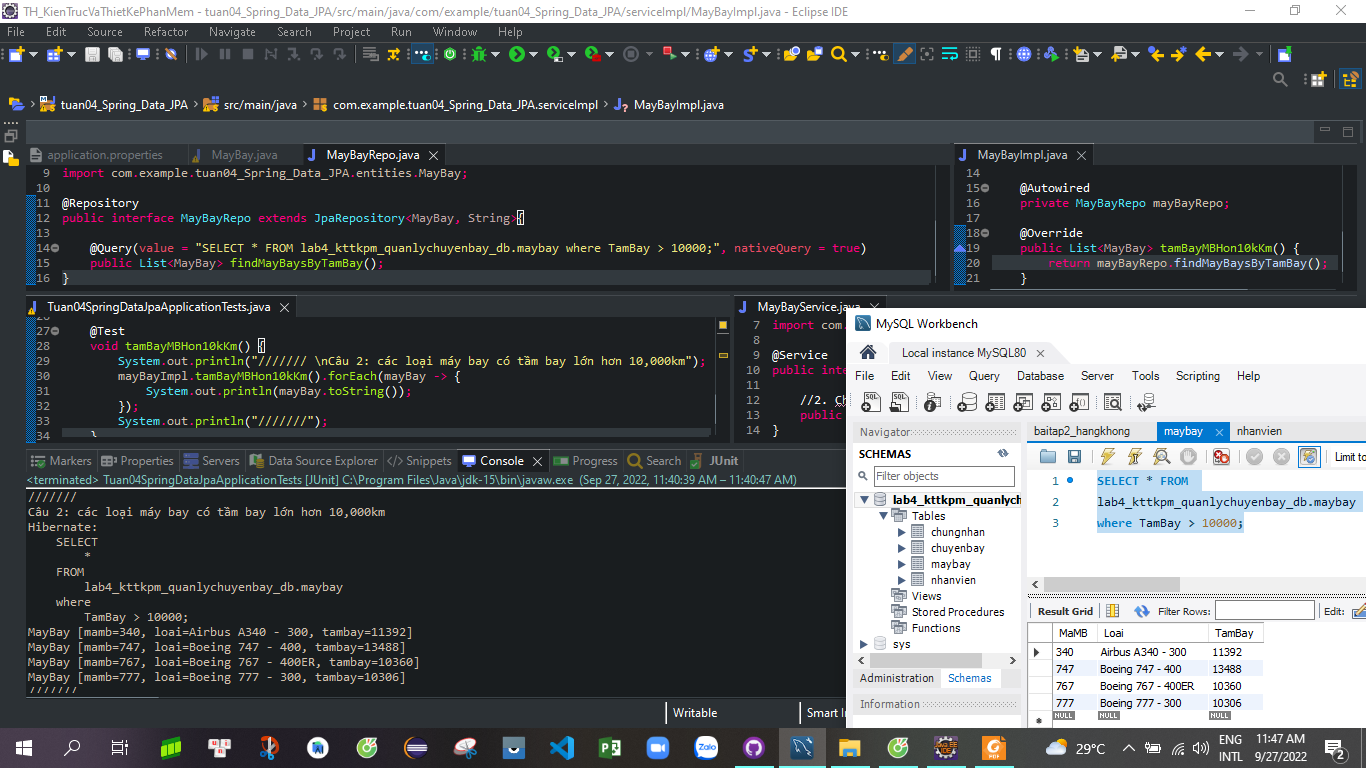 TH_KienTrucVaThietKePhanMem - tuan04_Spring_Data_JPA/src/main/java/com/example/tuan04_Spring_Data_JPA/serviceImpl/MayBayImpl.java - Eclipse IDE
File Edit Source Refactor Navigate Search Project Run Window Help
tuan04_Spring_Data_JPA > src/main/java > com.example.tuan04_Spring_Data_JPA.serviceImpl > MayBayImpl.java
application.properties MayBay.java MayBayRepo.java
9 import com.example.tuan04_Spring_Data_JPA.entities.MayBay;
10
11 @Repository
12 public interface MayBayRepo extends JpaRepository<MayBay, String>{
13
14 @Query(value = "SELECT * FROM lab4_kttkpm_quanlychuyenbay_db.maybay where TamBay > 10000;", nativeQuery = true)
15 public List<MayBay> findMayBaysByTamBay();
16 }
MayBayImpl.java
14
15 @Autowired
16 private MayBayRepo mayBayRepo;
17
18 @Override
19 public List<MayBay> tamBayMBHon10kKm() {
20 return mayBayRepo.findMayBaysByTamBay();
21 }
Tuan04SpringDataJpaApplicationTests.java
27 @Test
28 void tamBayMBHon10kKm() {
29 System.out.println("/////// \nCâu 2: các loại máy bay có tầm bay lớn hơn 10,000km");
30 mayBayImpl.tamBayMBHon10kKm().forEach(mayBay -> {
31 System.out.println(mayBay.toString());
32 });
33 System.out.println("///////");
34 }
MayBayService.java
7 import com.
8
9 @Service
10 public inte
11
12 //2. Ch
13 public
14 }
Markers Properties Servers Data Source Explorer Snippets Console Progress Search JUnit
<terminated> Tuan04SpringDataJpaApplicationTests [JUnit] C:\Program Files\Java\jdk-15\bin\javaw.exe (Sep 27, 2022, 11:40:39 AM – 11:40:47 AM)
///////
Câu 2: các loại máy bay có tầm bay lớn hơn 10,000km
Hibernate:
SELECT
*
FROM
lab4_kttkpm_quanlychuyenbay_db.maybay
where
TamBay > 10000;
MayBay [mamb=340, loai=Airbus A340 - 300, tambay=11392]
MayBay [mamb=747, loai=Boeing 747 - 400, tambay=13488]
MayBay [mamb=767, loai=Boeing 767 - 400ER, tambay=10360]
MayBay [mamb=777, loai=Boeing 777 - 300, tambay=10306]
///////
Writable Smart In
MySQL Workbench
Local instance MySQL80
File Edit View Query Database Server Tools Scripting Help
Navigator
SCHEMAS
Filter objects
lab4_kttkpm_quanlych
Tables
chungnhan
chuyenbay
maybay
nhanvien
Views
Stored Procedures
Functions
sys
Administration Schemas
Information
baitap2_hangkhong maybay nhanvien
Limit to
1 SELECT * FROM
2 lab4_kttkpm_quanlychuyenbay_db.maybay
3 where TamBay > 10000;
Result Grid Filter Rows: Edit:
MaMB Loai TamBay
340 Airbus A340 - 300 11392
747 Boeing 747 - 400 13488
767 Boeing 767 - 400ER 10360
777 Boeing 777 - 300 10306
NULL NULL NULL
Zalo
29°C
ENG
INTL
11:47 AM
9/27/2022
2